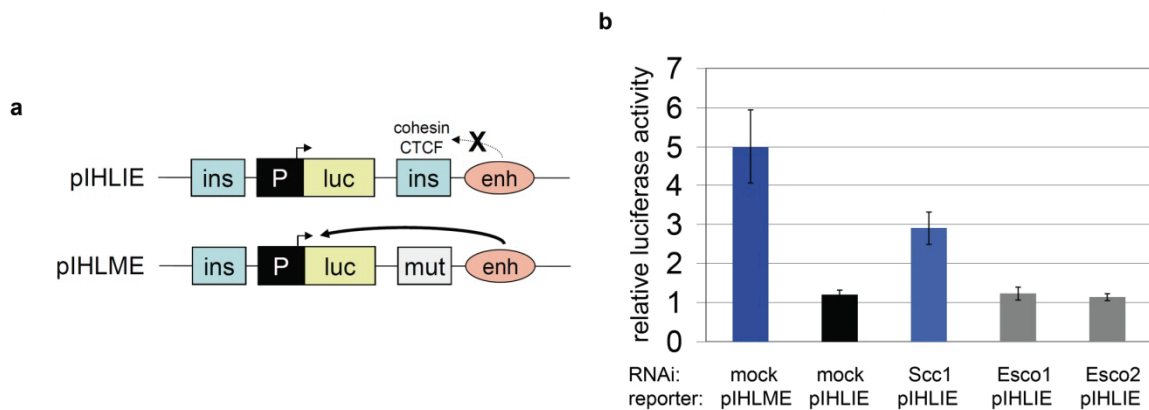 a
cohesin
CTCF
X
pIHLIE
ins
P
luc
ins
enh
pIHLME
ins
P
luc
mut
enh
b
relative luciferase activity
7
6
5
4
3
2
1
0
RNAi: mock mock Scc1 Esco1 Esco2
reporter: pIHLME pIHLIE pIHLIE pIHLIE pIHLIE